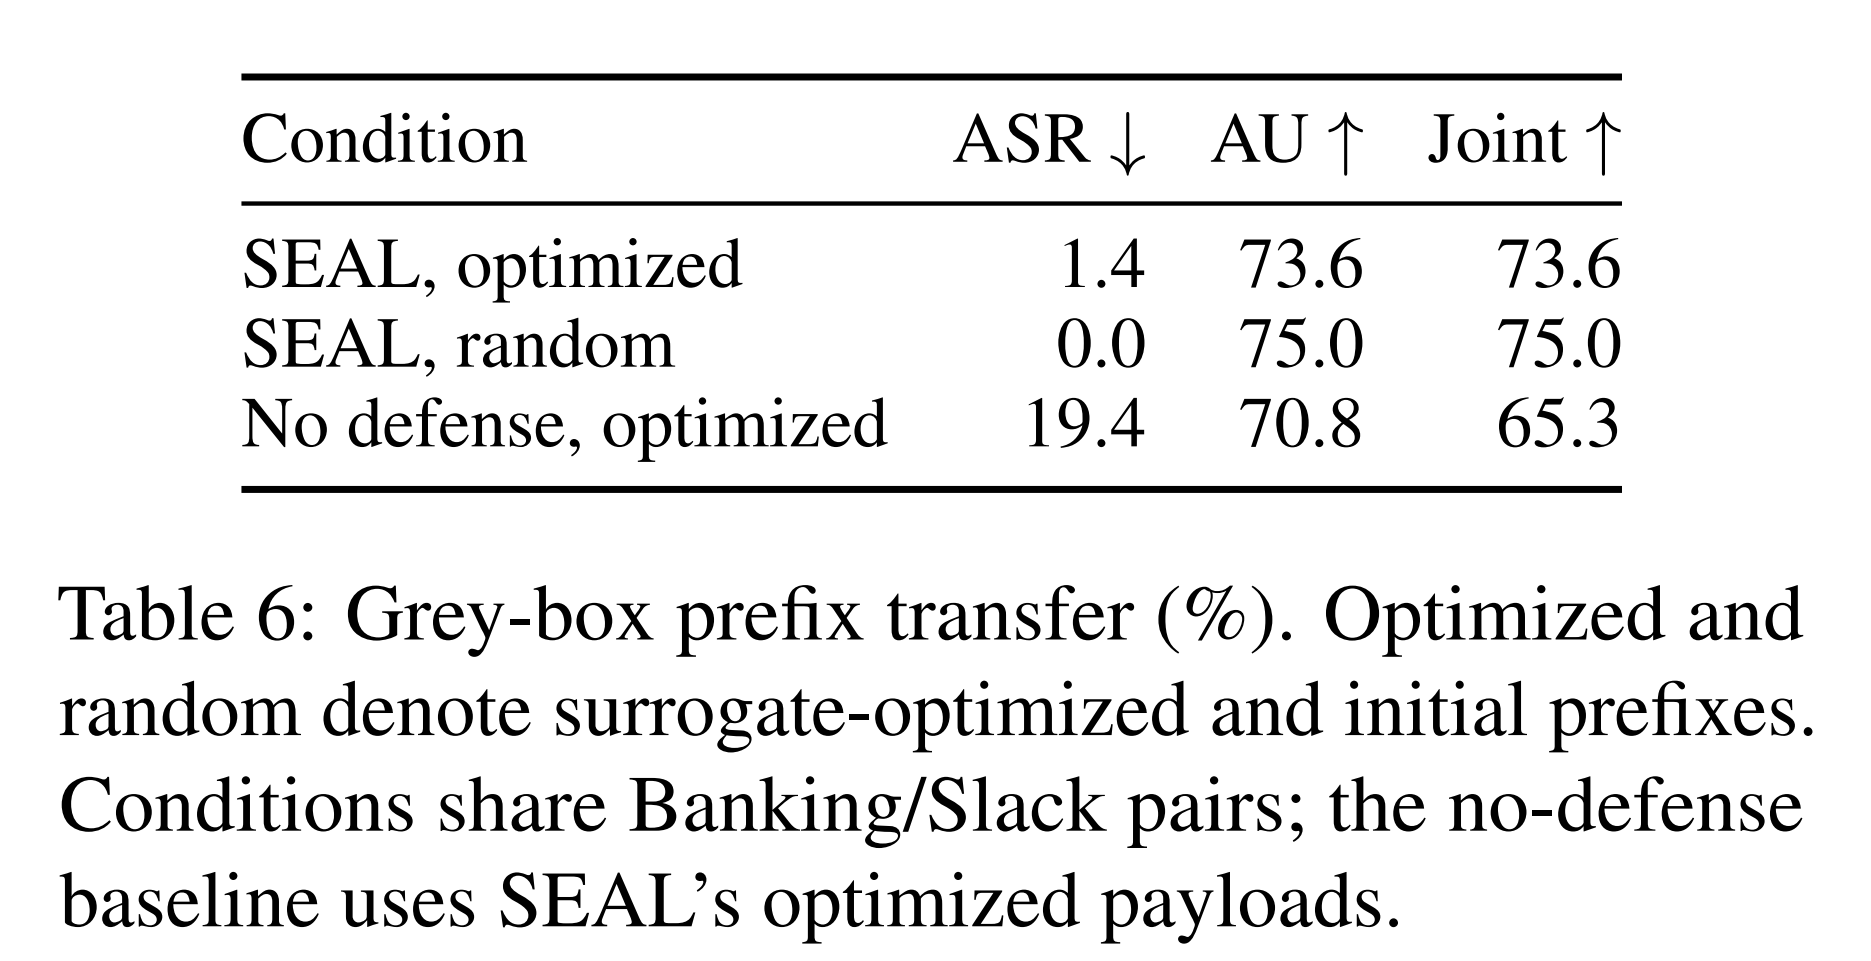 Condition ASR ↓ AU ↑ Joint ↑
SEAL, optimized 1.4 73.6 73.6
SEAL, random 0.0 75.0 75.0
No defense, optimized 19.4 70.8 65.3
Table 6: Grey-box prefix transfer (%). Optimized and
random denote surrogate-optimized and initial prefixes.
Conditions share Banking/Slack pairs; the no-defense
baseline uses SEAL’s optimized payloads.